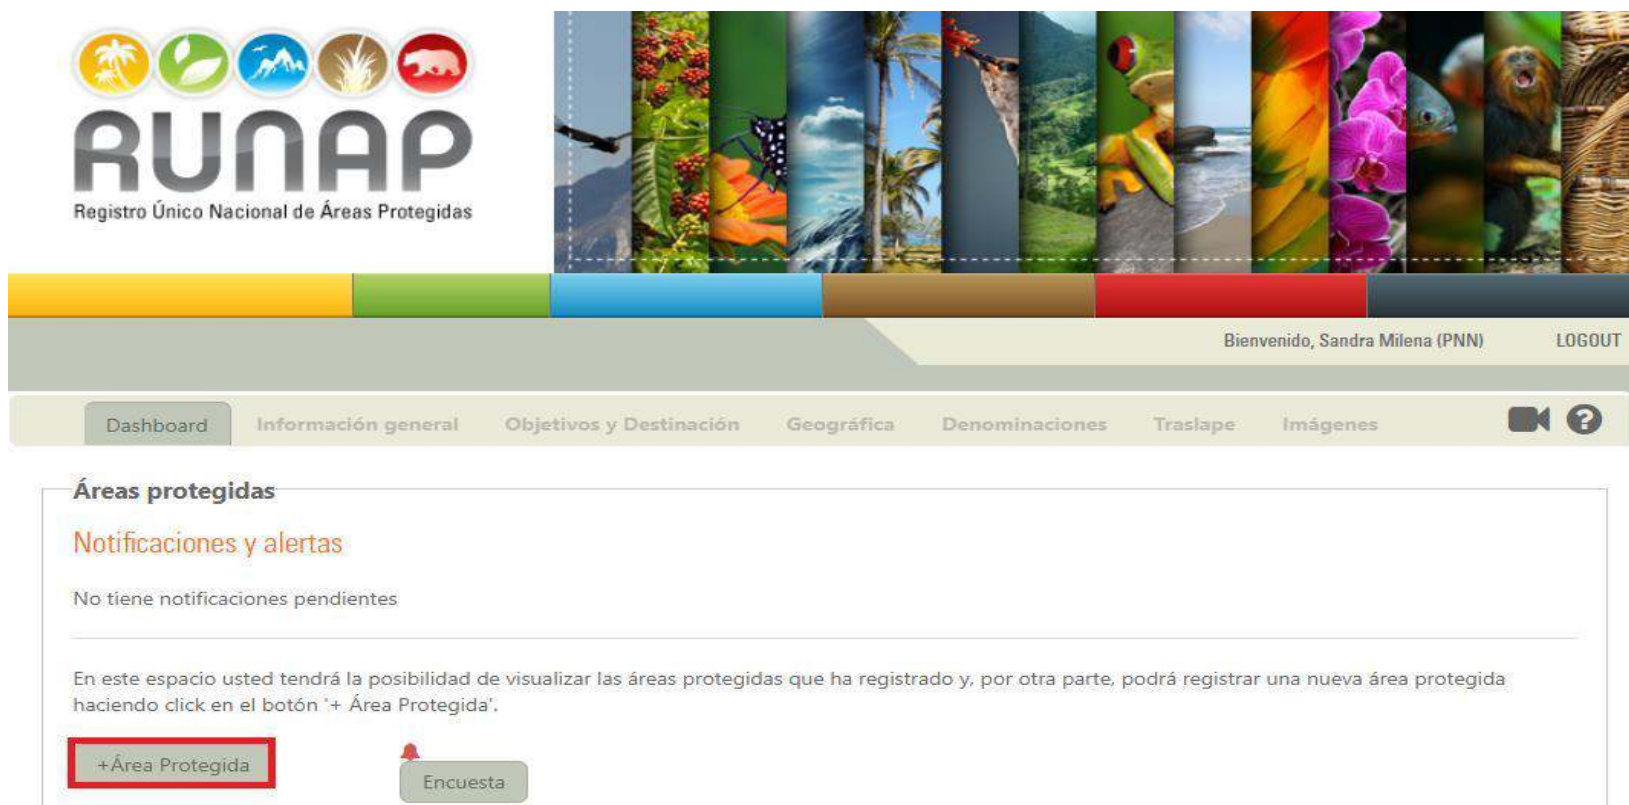 RUNAP
Registro Único Nacional de Áreas Protegidas
Bienvenido, Sandra Milena (PNN) LOGOUT
Dashboard Información general Objetivos y Destinación Geográfica Denominaciones Traslape Imágenes ?
Áreas protegidas
Notificaciones y alertas
No tiene notificaciones pendientes
En este espacio usted tendrá la posibilidad de visualizar las áreas protegidas que ha registrado y, por otra parte, podrá registrar una nueva área protegida
haciendo click en el botón '+ Área Protegida'.
+Área Protegida
Encuesta